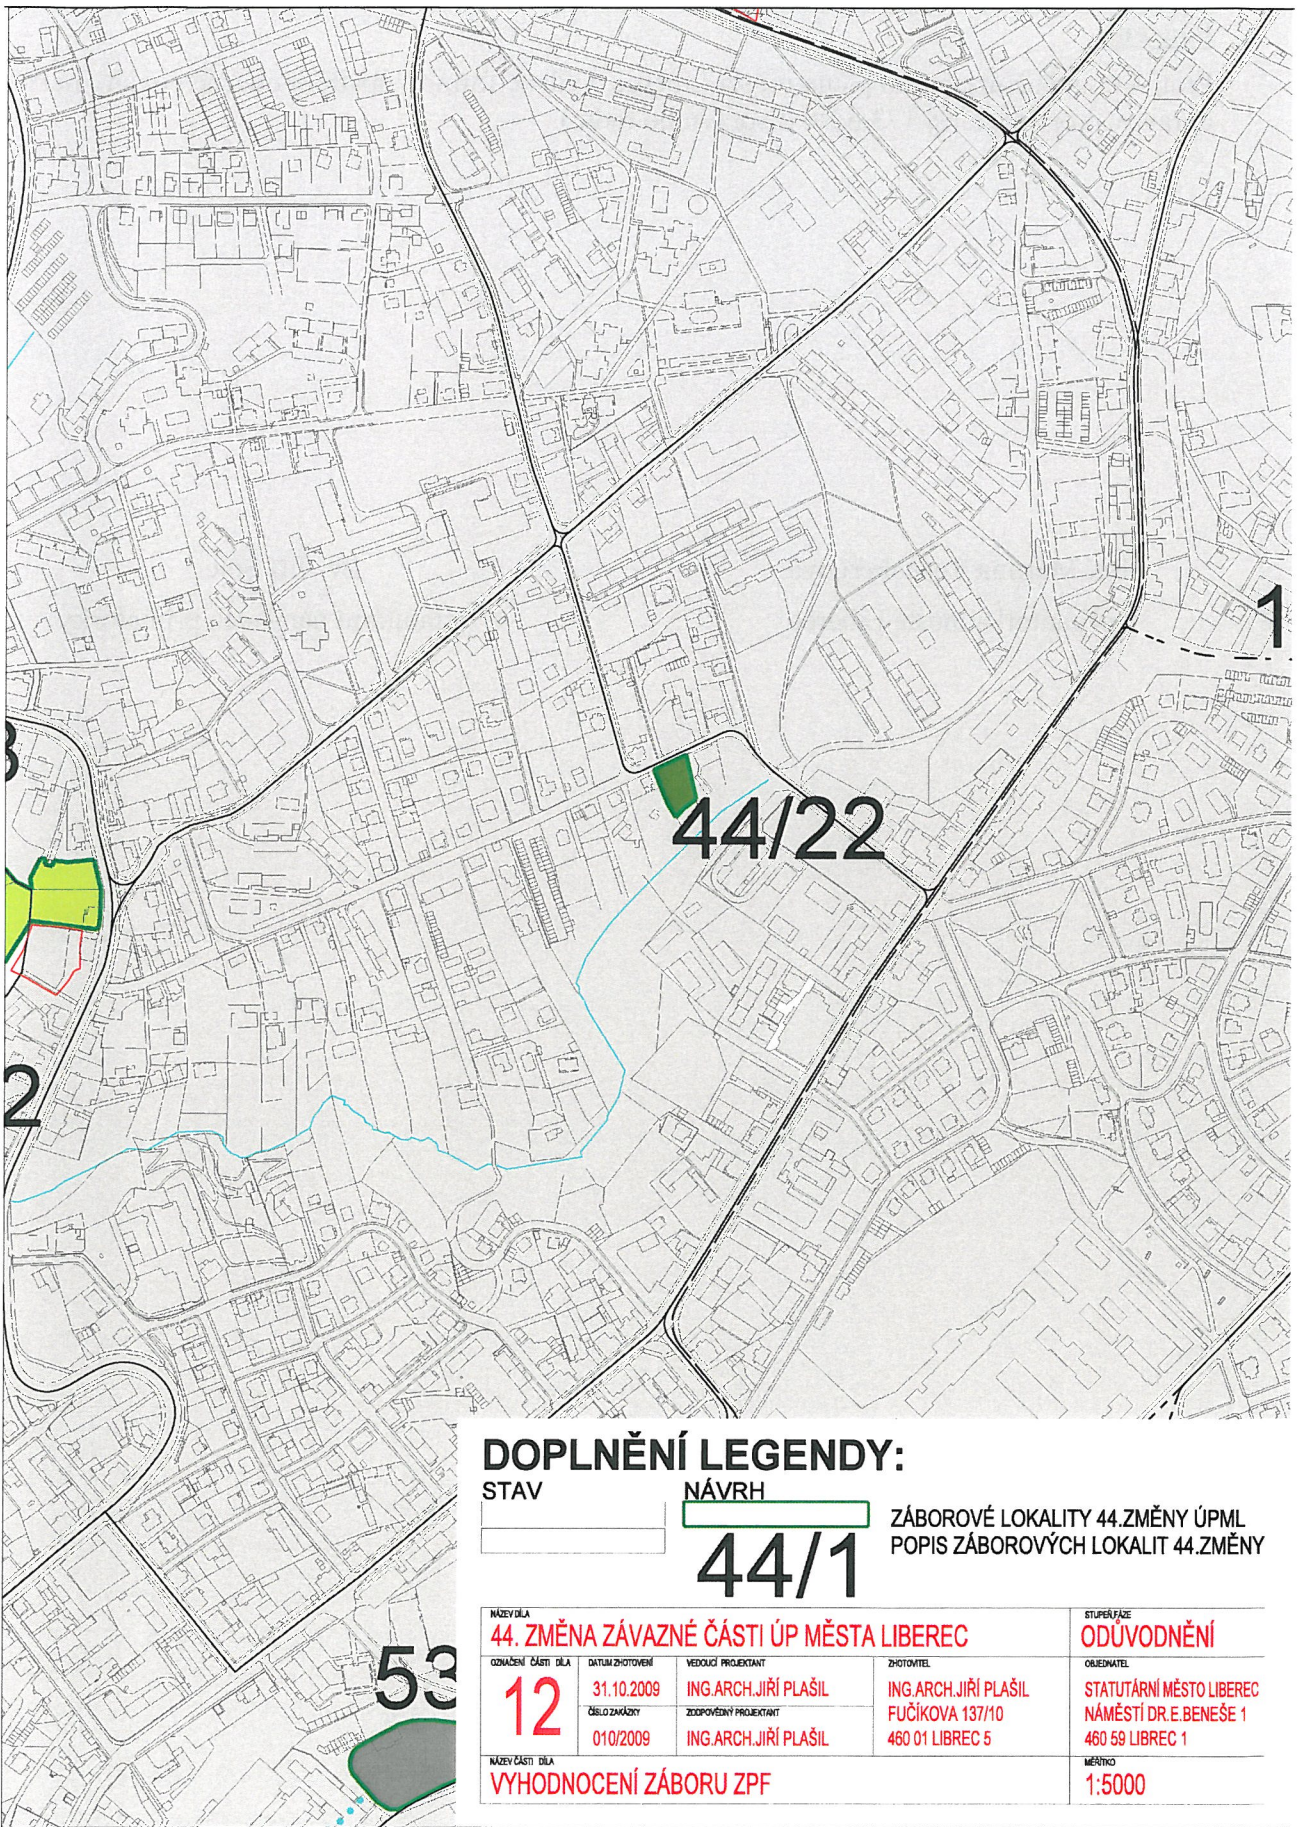 1
3
44/22
2
53
DOPLNĚNÍ LEGENDY:
STAV
NÁVRH
ZÁBOROVÉ LOKALITY 44.ZMĚNY ÚPML
44/1
POPIS ZÁBOROVÝCH LOKALIT 44.ZMĚNY
NÁZEV DÍLA
44. ZMĚNA ZÁVAZNÉ ČÁSTI ÚP MĚSTA LIBEREC
STUPEŇ,FÁZE
ODŮVODNĚNÍ
OZNAČENÍ ČÁSTI DÍLA
12
DATUM ZHOTOVENÍ
31.10.2009
VEDOUCÍ PROJEKTANT
ING.ARCH.JIŘÍ PLAŠIL
ZHOTOVITEL
ING.ARCH.JIŘÍ PLAŠIL
FUČÍKOVA 137/10
460 01 LIBREC 5
OBJEDNATEL
STATUTÁRNÍ MĚSTO LIBEREC
NÁMĚSTÍ DR.E.BENEŠE 1
460 59 LIBREC 1
ČÍSLO ZAKÁZKY
010/2009
ZODPOVĚDNÝ PROJEKTANT
ING.ARCH.JIŘÍ PLAŠIL
NÁZEV ČÁSTI DÍLA
VYHODNOCENÍ ZÁBORU ZPF
MĚŘÍTKO
1:5000